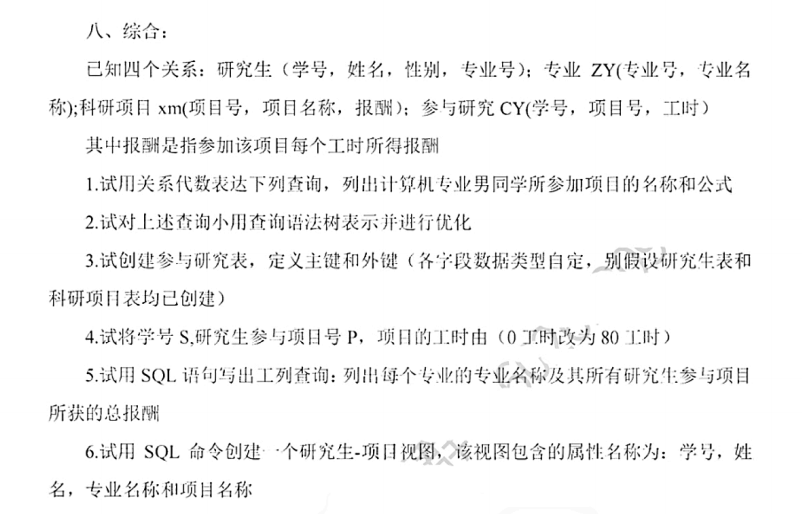 八、综合：
已知四个关系：研究生（学号，姓名，性别，专业号）；专业 ZY(专业号，专业名
称);科研项目 xm(项目号，项目名称，报酬）；参与研究 CY(学号，项目号，工时）
其中报酬是指参加该项目每个工时所得报酬
1.试用关系代数表达下列查询，列出计算机专业男同学所参加项目的名称和公式
2.试对上述查询小用查询语法树表示并进行优化
3.试创建参与研究表，定义主键和外键（各字段数据类型自定，别假设研究生表和
科研项目表均已创建）
4.试将学号 S,研究生参与项目号 P，项目的工时由（0 工时改为 80 工时）
5.试用 SQL 语句写出工列查询：列出每个专业的专业名称及其所有研究生参与项目
所获的总报酬
6.试用 SQL 命令创建一个研究生-项目视图，该视图包含的属性名称为：学号，姓
名，专业名称和项目名称